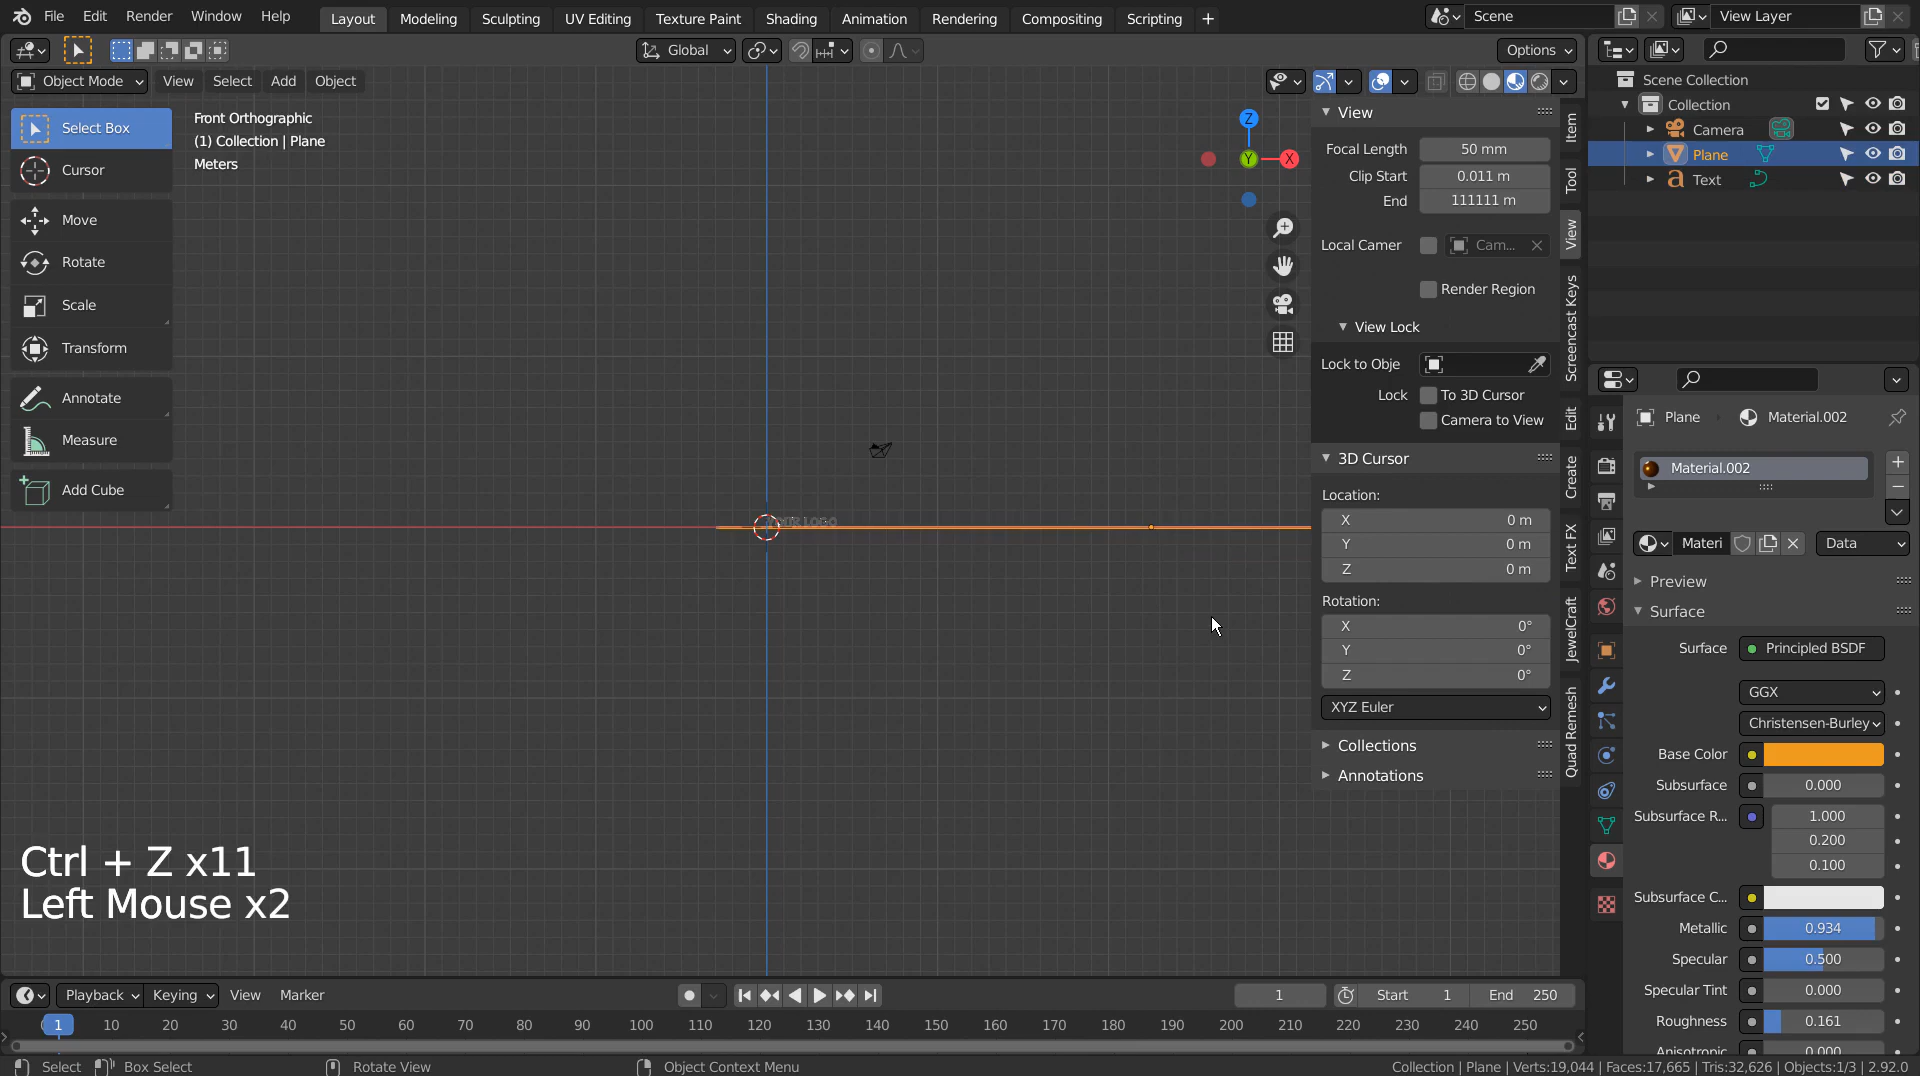 File Edit Render Window Help Layout Modeling Sculpting UV Editing Texture Paint Shading Animation Rendering Compositing Scripting + Scene View Layer
Global Options
Object Mode View Select Add Object
Select Box
Cursor
Move
Rotate
Scale
Transform
Annotate
Measure
Add Cube
Front Orthographic
(1) Collection | Plane
Meters
Z
Y
X
YOUR LOGO
Ctrl + Z x11
Left Mouse x2
View
Focal Length 50 mm
Clip Start 0.011 m
End 111111 m
Local Camer Cam...
Render Region
View Lock
Lock to Obje
Lock To 3D Cursor
Camera to View
3D Cursor
Location:
X 0 m
Y 0 m
Z 0 m
Rotation:
X 0°
Y 0°
Z 0°
XYZ Euler
Collections
Annotations
Item
Tool
View
Screencast Keys
Edit
Create
Text FX
JewelCraft
Quad Remesh
Scene Collection
Collection
Camera
Plane
Text
Plane Material.002
Material.002
Materi Data
Preview
Surface
Surface Principled BSDF
GGX
Christensen-Burley
Base Color
Subsurface 0.000
Subsurface R... 1.000
0.200
0.100
Subsurface C...
Metallic 0.934
Specular 0.500
Specular Tint 0.000
Roughness 0.161
Anisotropic 0.000
Playback Keying View Marker 1 Start 1 End 250
1 10 20 30 40 50 60 70 80 90 100 110 120 130 140 150 160 170 180 190 200 210 220 230 240 250
Select Box Select Rotate View Object Context Menu Collection | Plane | Verts:19,044 | Faces:17,665 | Tris:32,626 | Objects:1/3 | 2.92.0